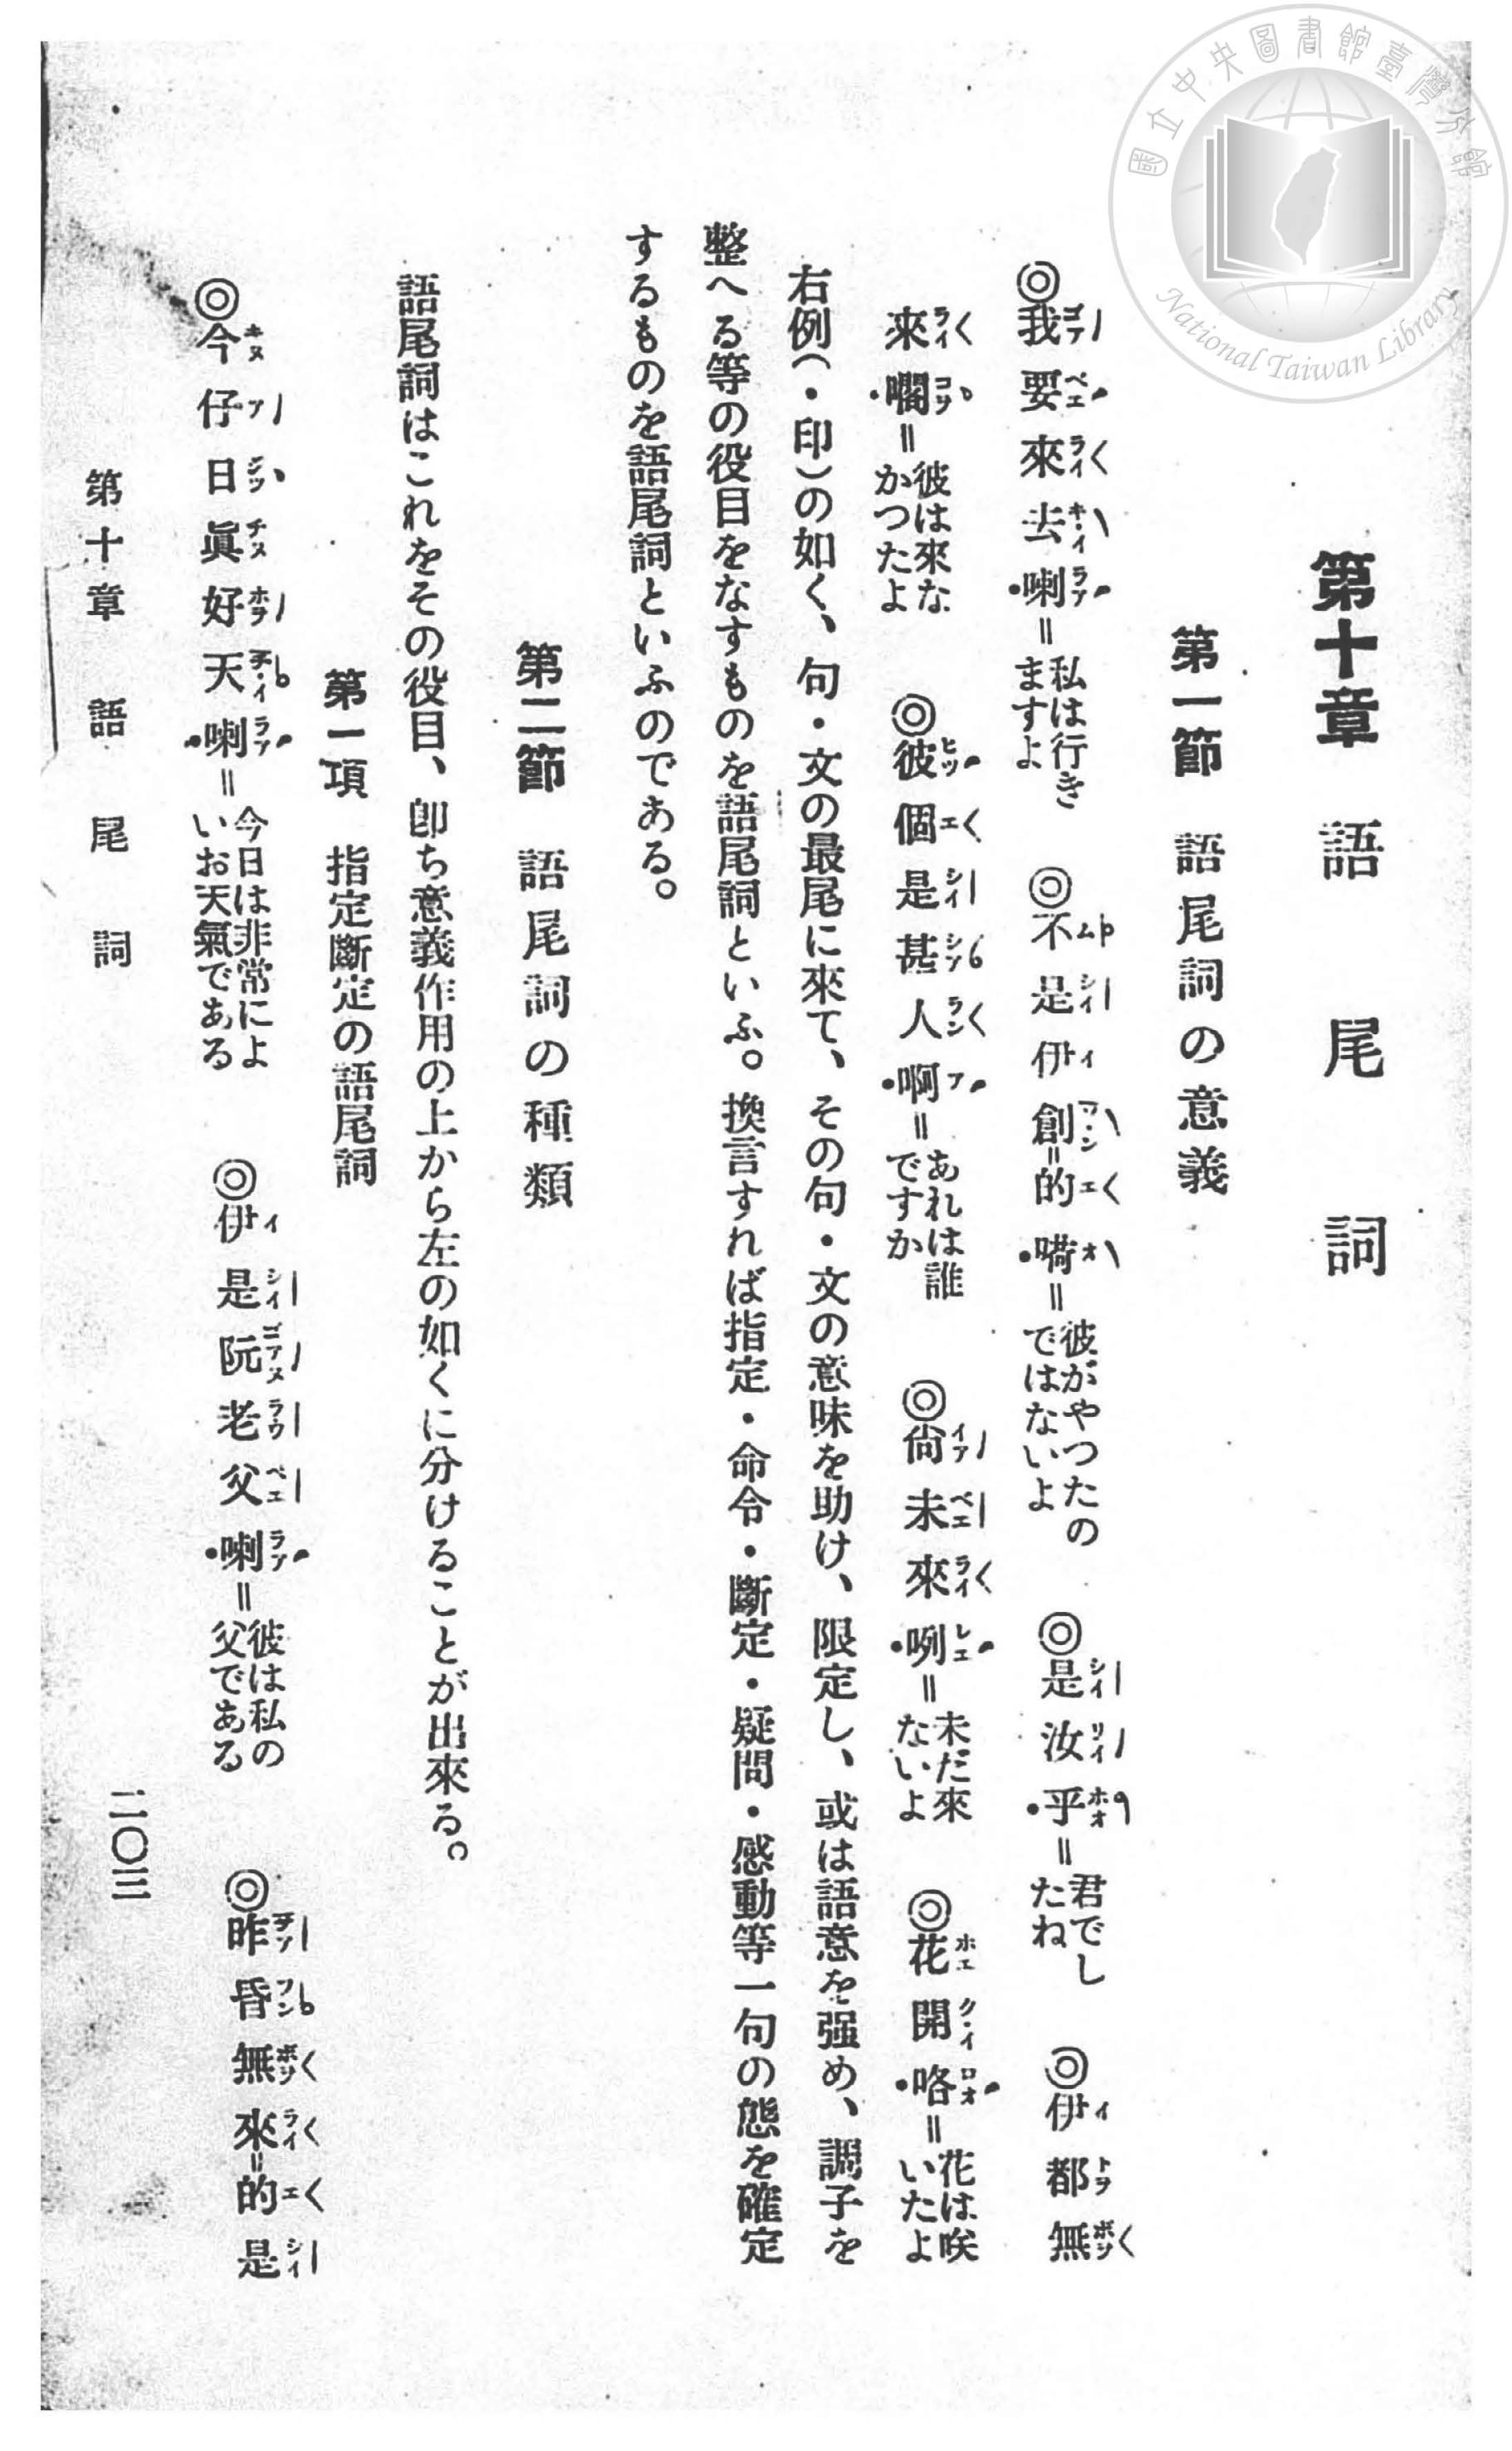 第十章　語尾詞
第一節　語尾詞の意義
◎我要來去喇＝私は行きますよ　◎不是伊創＝的嗬＝彼がやつたのではないよ　◎是汝乎＝君でしたね　◎伊都無
來嚪＝彼は來なかつたよ　◎彼個是甚人啊＝あれは誰ですか　◎尙未來咧＝未だ來ないよ　◎花開咯＝花は咲いたよ
右例（・印）の如く、句・文の最尾に來て、その句・文の意味を助け、限定し、或は語意を强め、調子を
整へる等の役目をなすものを語尾詞といふ。換言すれば指定・命令・斷定・疑問・感動等一句の態を確定
するものを語尾詞といふのである。
第二節　語尾詞の種類
語尾詞はこれをその役目、卽ち意義作用の上から左の如くに分けることが出來る。
第一項　指定斷定の語尾詞
◎今仔日眞好天喇＝今日は非常によいお天氣である　◎伊是阮老父喇＝彼は私の父である　◎昨昏無來＝的是
第十章　語尾詞
二〇三
國立中央圖書館臺灣分館
National Taiwan Library